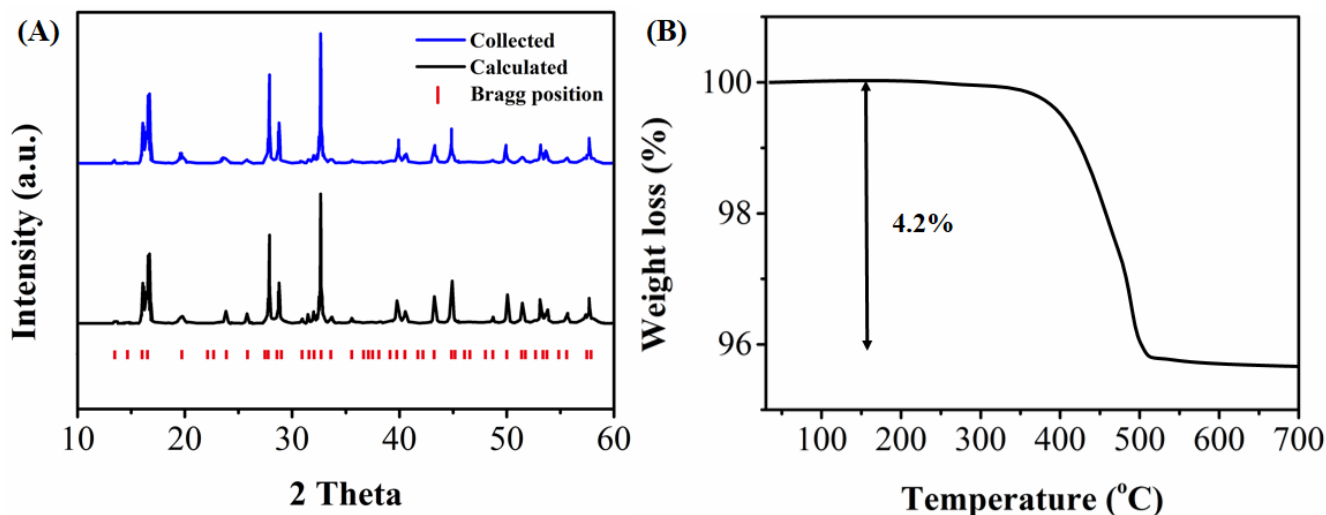 (A)
Collected
Calculated
Bragg position
Intensity (a.u.)
10 20 30 40 50 60
2 Theta
(B)
100
98
96
4.2%
Weight loss (%)
100 200 300 400 500 600 700
Temperature (°C)